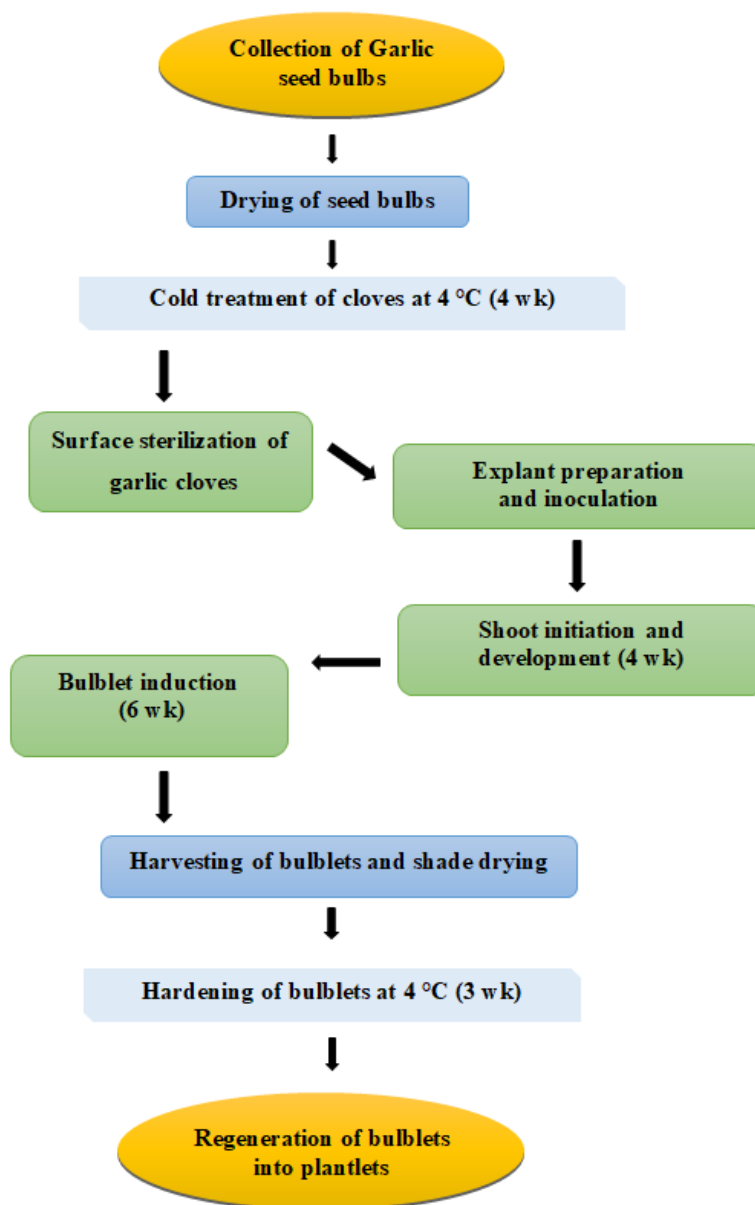 Collection of Garlic
seed bulbs
Drying of seed bulbs
Cold treatment of cloves at 4 °C (4 wk)
Surface sterilization of
garlic cloves
Explant preparation
and inoculation
Shoot initiation and
development (4 wk)
Bulblet induction
(6 wk)
Harvesting of bulblets and shade drying
Hardening of bulblets at 4 °C (3 wk)
Regeneration of bulblets
into plantlets